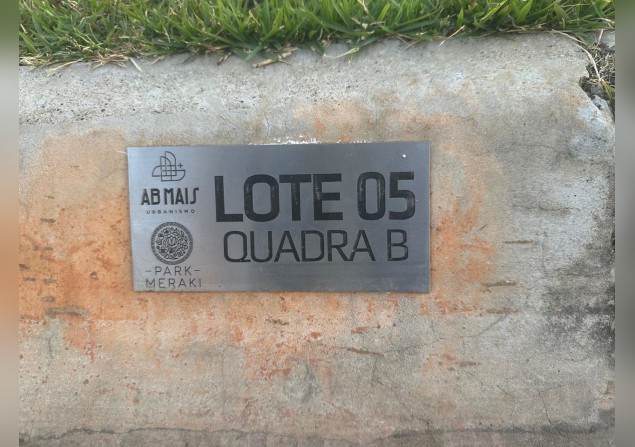 AB MAIS
URBANISMO
-PARK-
MERAKI
LOTE 05
QUADRA B